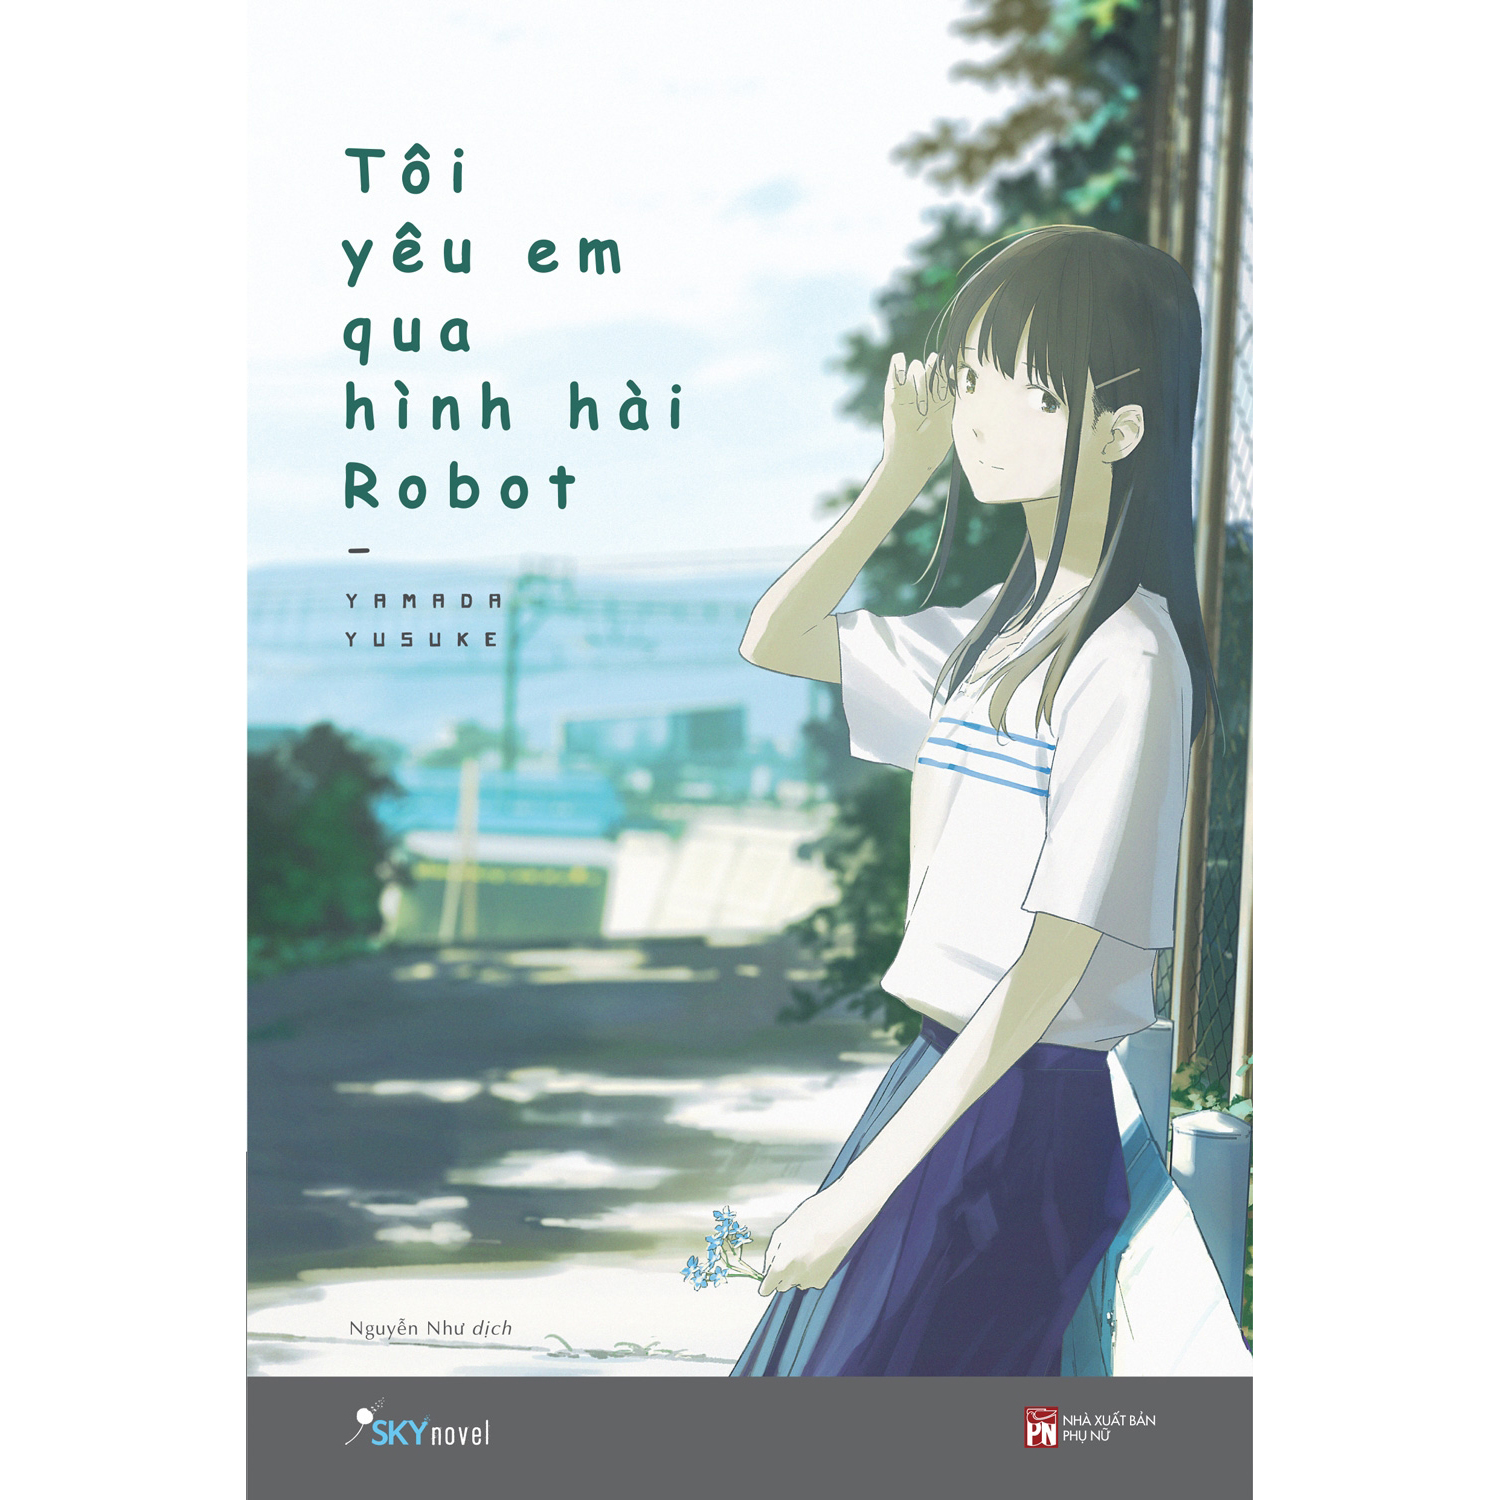 Tôi
yêu em
qua
hình hài
Robot
–
YAMADA
YUSUKE
Nguyễn Như dịch
SKY novel
PN
NHÀ XUẤT BẢN
PHỤ NỮ